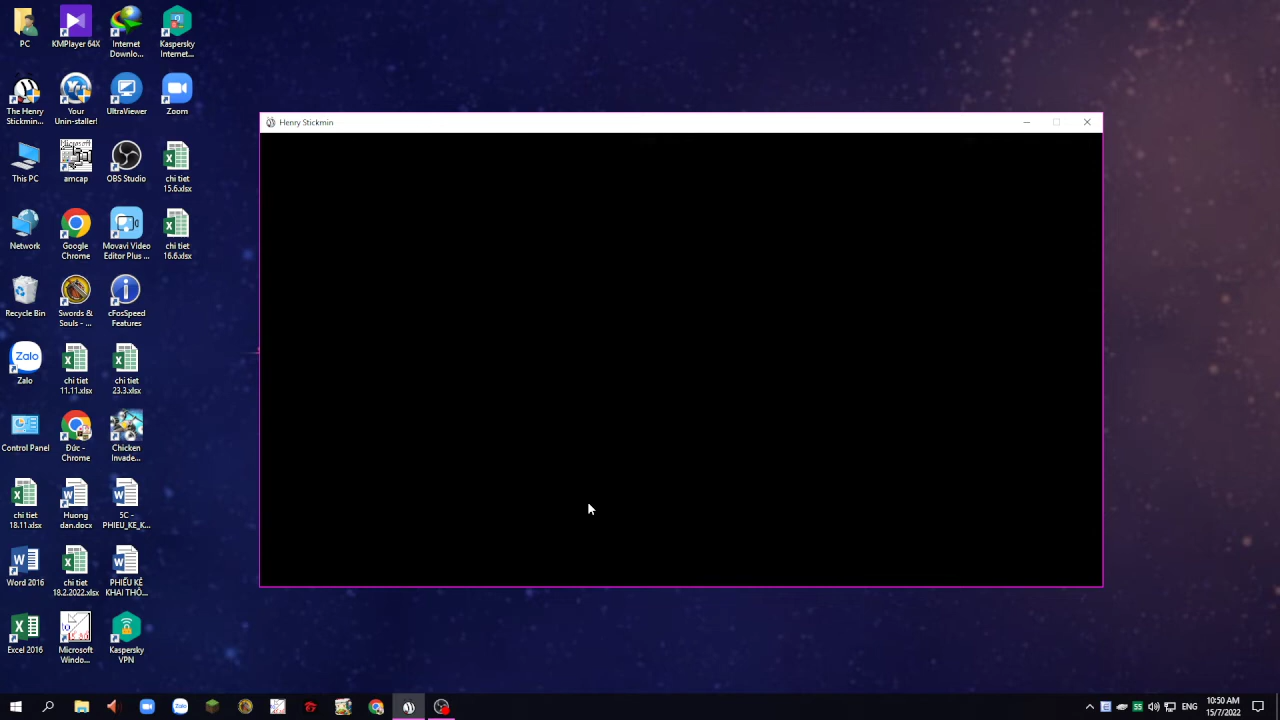 PC
KMPlayer 64X
Internet
Downlo...
Kaspersky
Internet...
The Henry
Stickmin...
Your
Unin-staller!
UltraViewer
Zoom
This PC
amcap
OBS Studio
chi tiet
15.6.xlsx
Network
Google
Chrome
Movavi Video
Editor Plus ...
chi tiet
16.6.xlsx
Recycle Bin
Swords &
Souls - ...
cFosSpeed
Features
Zalo
Zalo
chi tiet
11.11.xlsx
chi tiet
23.3.xlsx
Control Panel
Đức -
Chrome
Chicken
Invade...
chi tiet
18.11.xlsx
Huong
dan.docx
5C -
PHIEU_KE_K...
Word 2016
chi tiet
18.2.2022.xlsx
PHIẾU KÊ
KHAI THÔ...
Excel 2016
Microsoft
Windo...
Kaspersky
VPN
Henry Stickmin
ENG
10:50 AM
15/7/2022